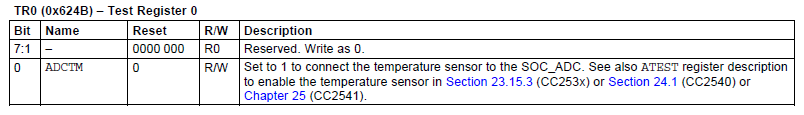 TR0 (0x624B) – Test Register 0
Bit Name Reset R/W Description
7:1 – 0000 000 R0 Reserved. Write as 0.
0 ADCTM 0 R/W Set to 1 to connect the temperature sensor to the SOC_ADC. See also ATEST register description
to enable the temperature sensor in Section 23.15.3 (CC253x) or Section 24.1 (CC2540) or
Chapter 25 (CC2541).